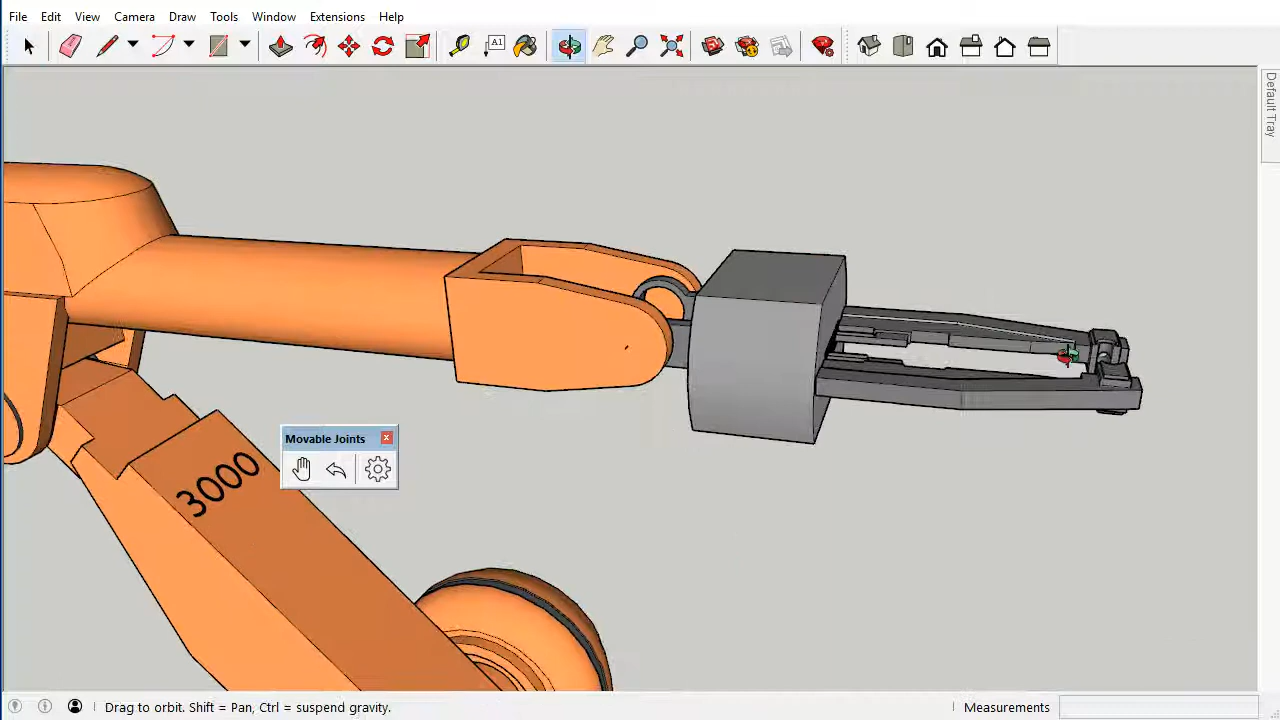 File Edit View Camera Draw Tools Window Extensions Help
A1
Default Tray
Movable Joints
3000
Drag to orbit. Shift = Pan, Ctrl = suspend gravity.
Measurements